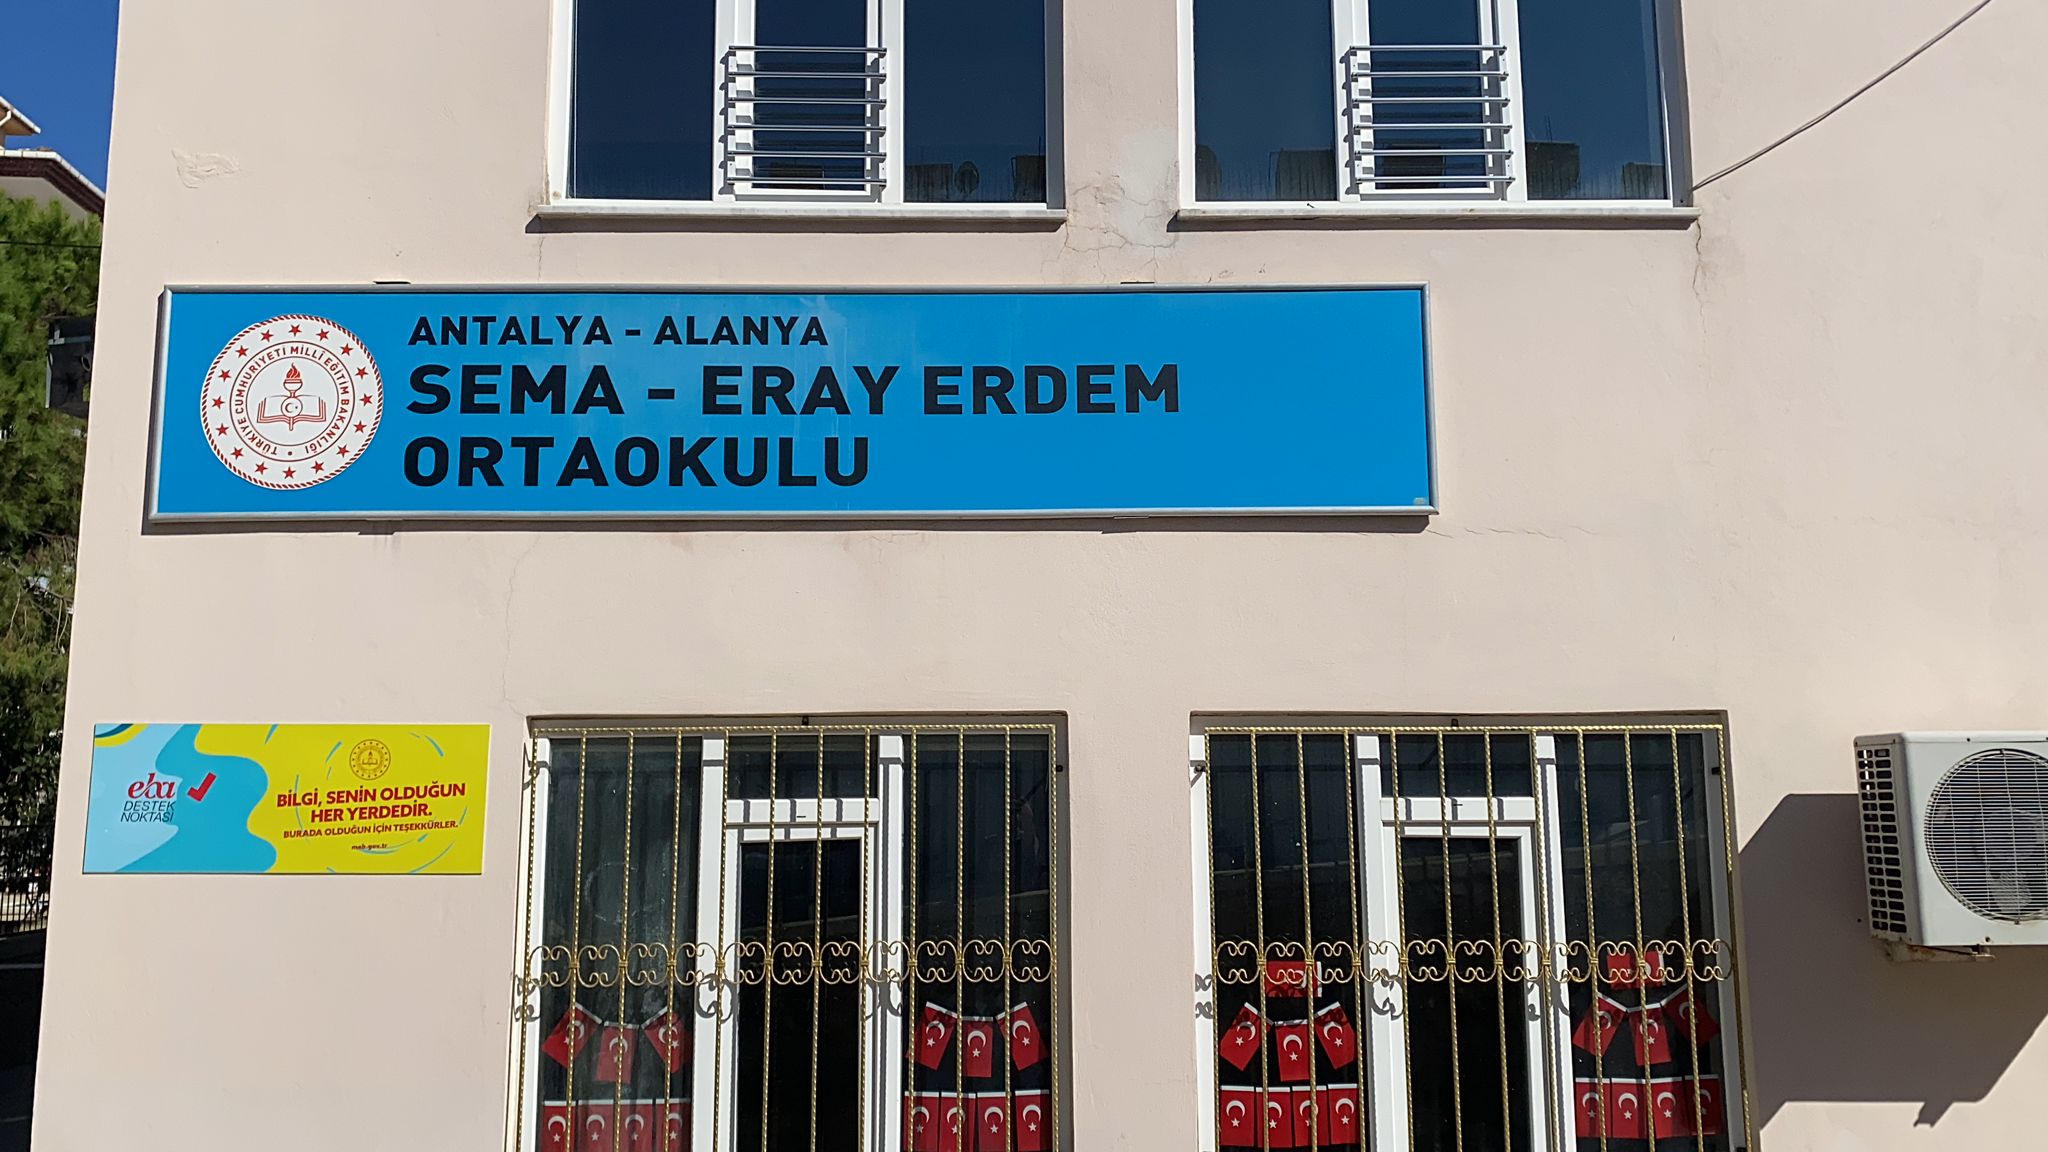 ANTALYA - ALANYA
SEMA - ERAY ERDEM
ORTAOKULU
TÜRKİYE CUMHURİYETİ MİLLİ EĞİTİM BAKANLIĞI
eba
DESTEK
NOKTASI
BİLGİ, SENİN OLDUĞUN
HER YERDEDİR.
BURADA OLDUĞUN İÇİN TEŞEKKÜRLER.
meb.gov.tr